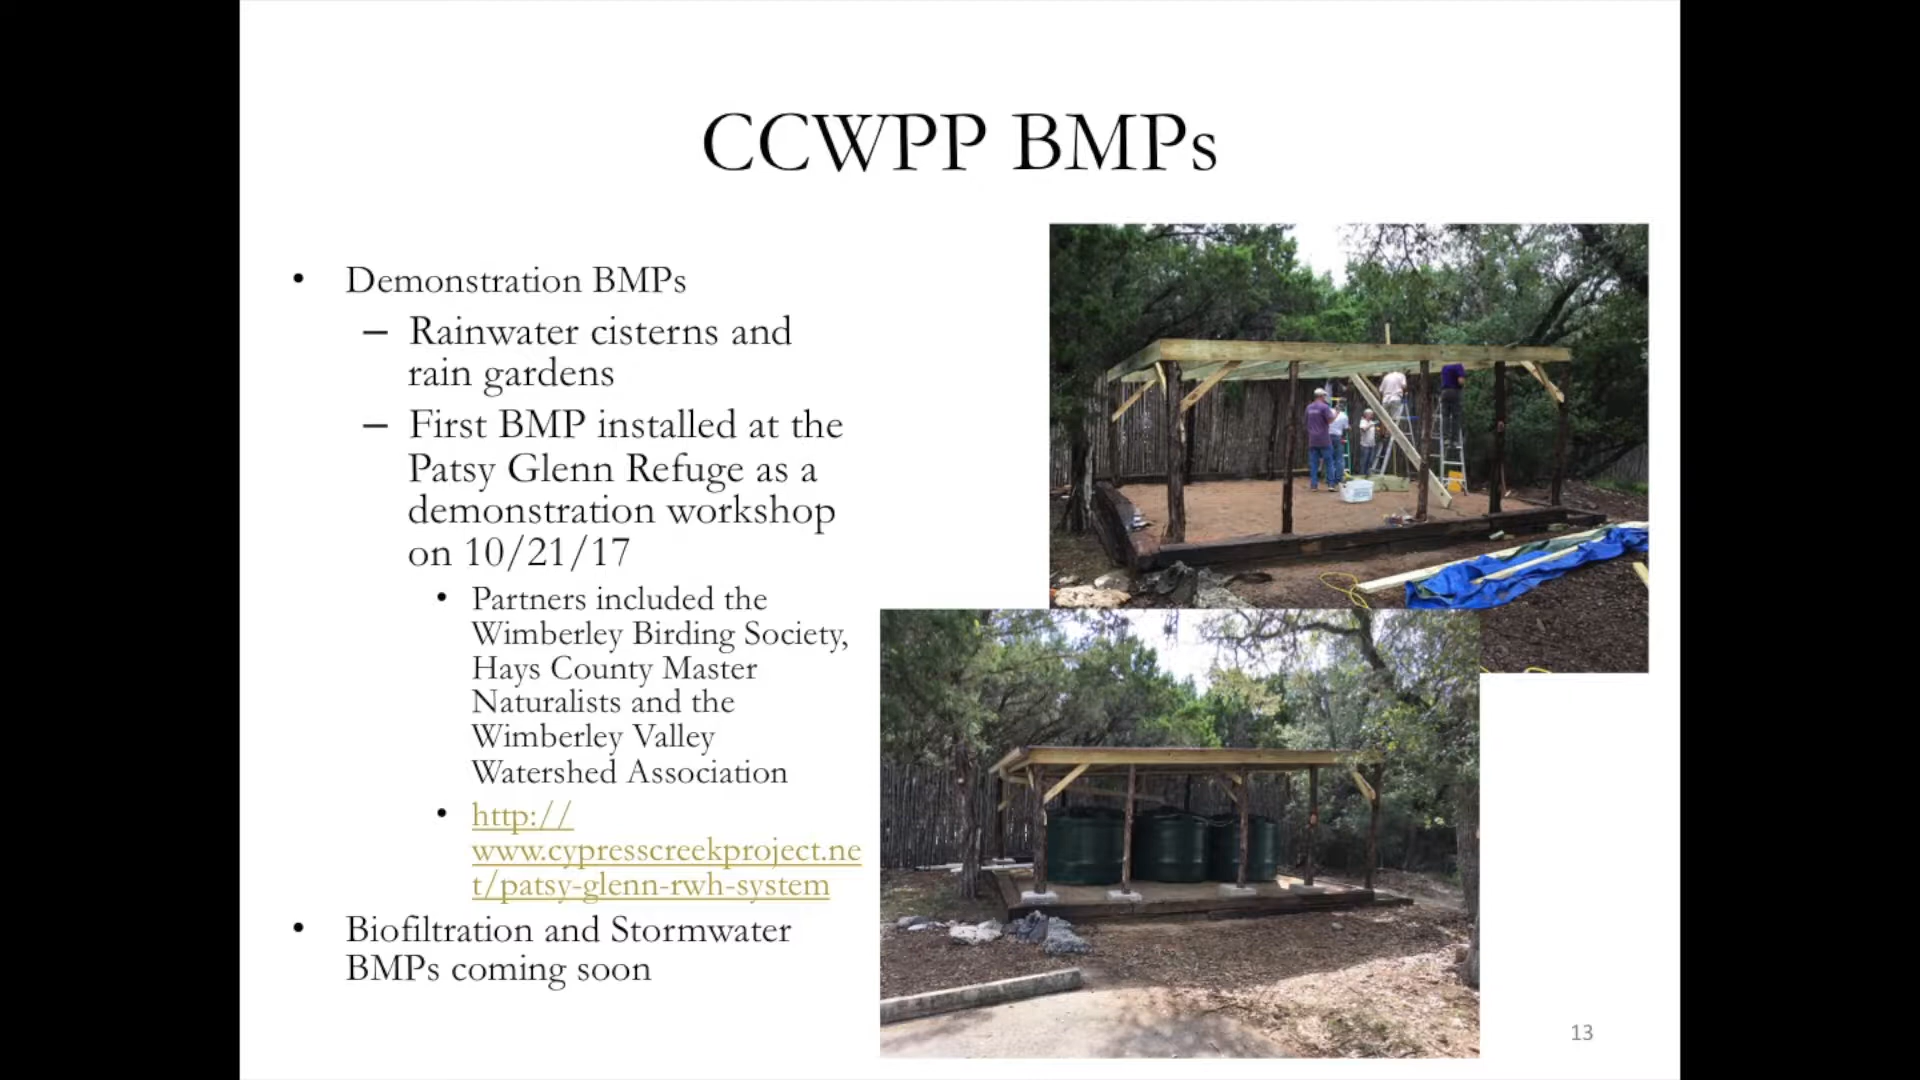 CCWPP BMPs
• Demonstration BMPs
– Rainwater cisterns and
rain gardens
– First BMP installed at the
Patsy Glenn Refuge as a
demonstration workshop
on 10/21/17
• Partners included the
Wimberley Birding Society,
Hays County Master
Naturalists and the
Wimberley Valley
Watershed Association
• http://
www.cypresscreekproject.ne
t/patsy-glenn-rwh-system
• Biofiltration and Stormwater
BMPs coming soon
13